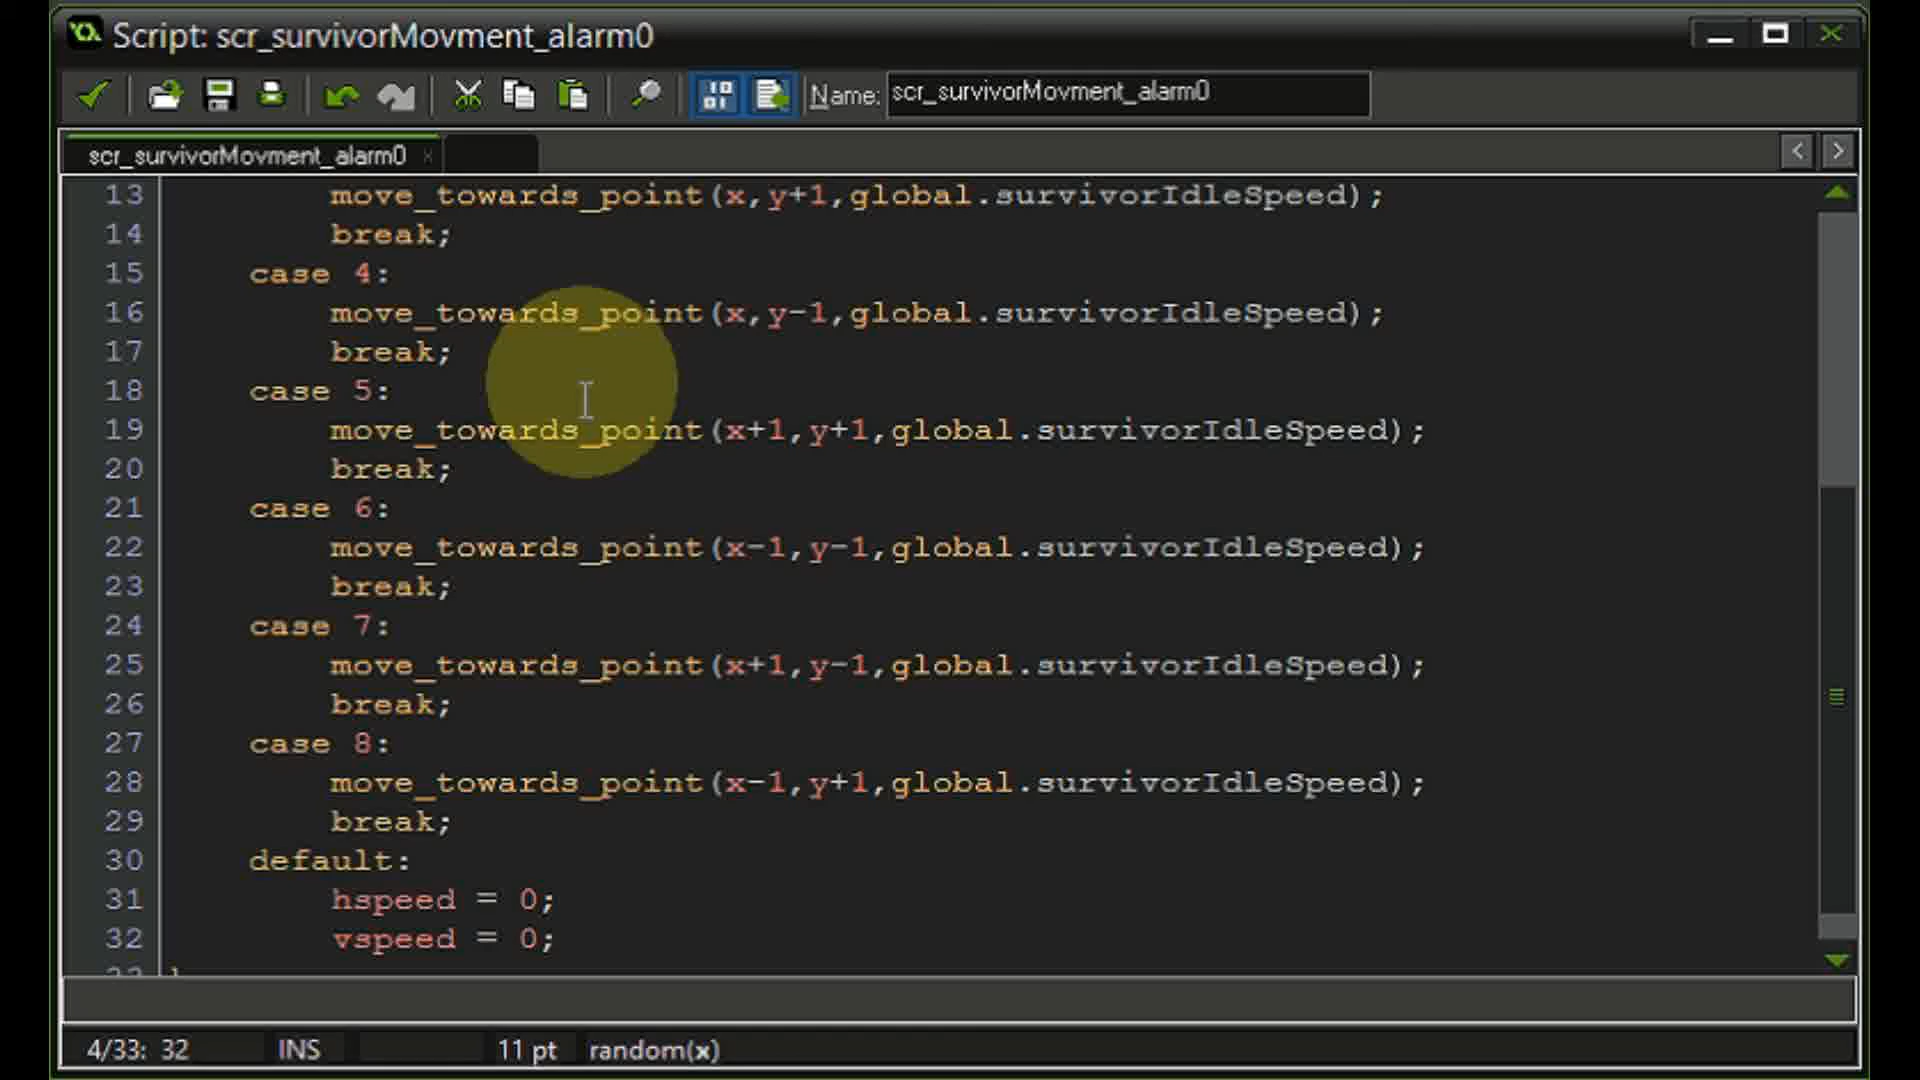 Script: scr_survivorMovment_alarm0
Name: scr_survivorMovment_alarm0
scr_survivorMovment_alarm0
13 move_towards_point(x,y+1,global.survivorIdleSpeed);
14 break;
15 case 4:
16 move_towards_point(x,y-1,global.survivorIdleSpeed);
17 break;
18 case 5:
19 move_towards_point(x+1,y+1,global.survivorIdleSpeed);
20 break;
21 case 6:
22 move_towards_point(x-1,y-1,global.survivorIdleSpeed);
23 break;
24 case 7:
25 move_towards_point(x+1,y-1,global.survivorIdleSpeed);
26 break;
27 case 8:
28 move_towards_point(x-1,y+1,global.survivorIdleSpeed);
29 break;
30 default:
31 hspeed = 0;
32 vspeed = 0;
4/33: 32 INS 11 pt random(x)